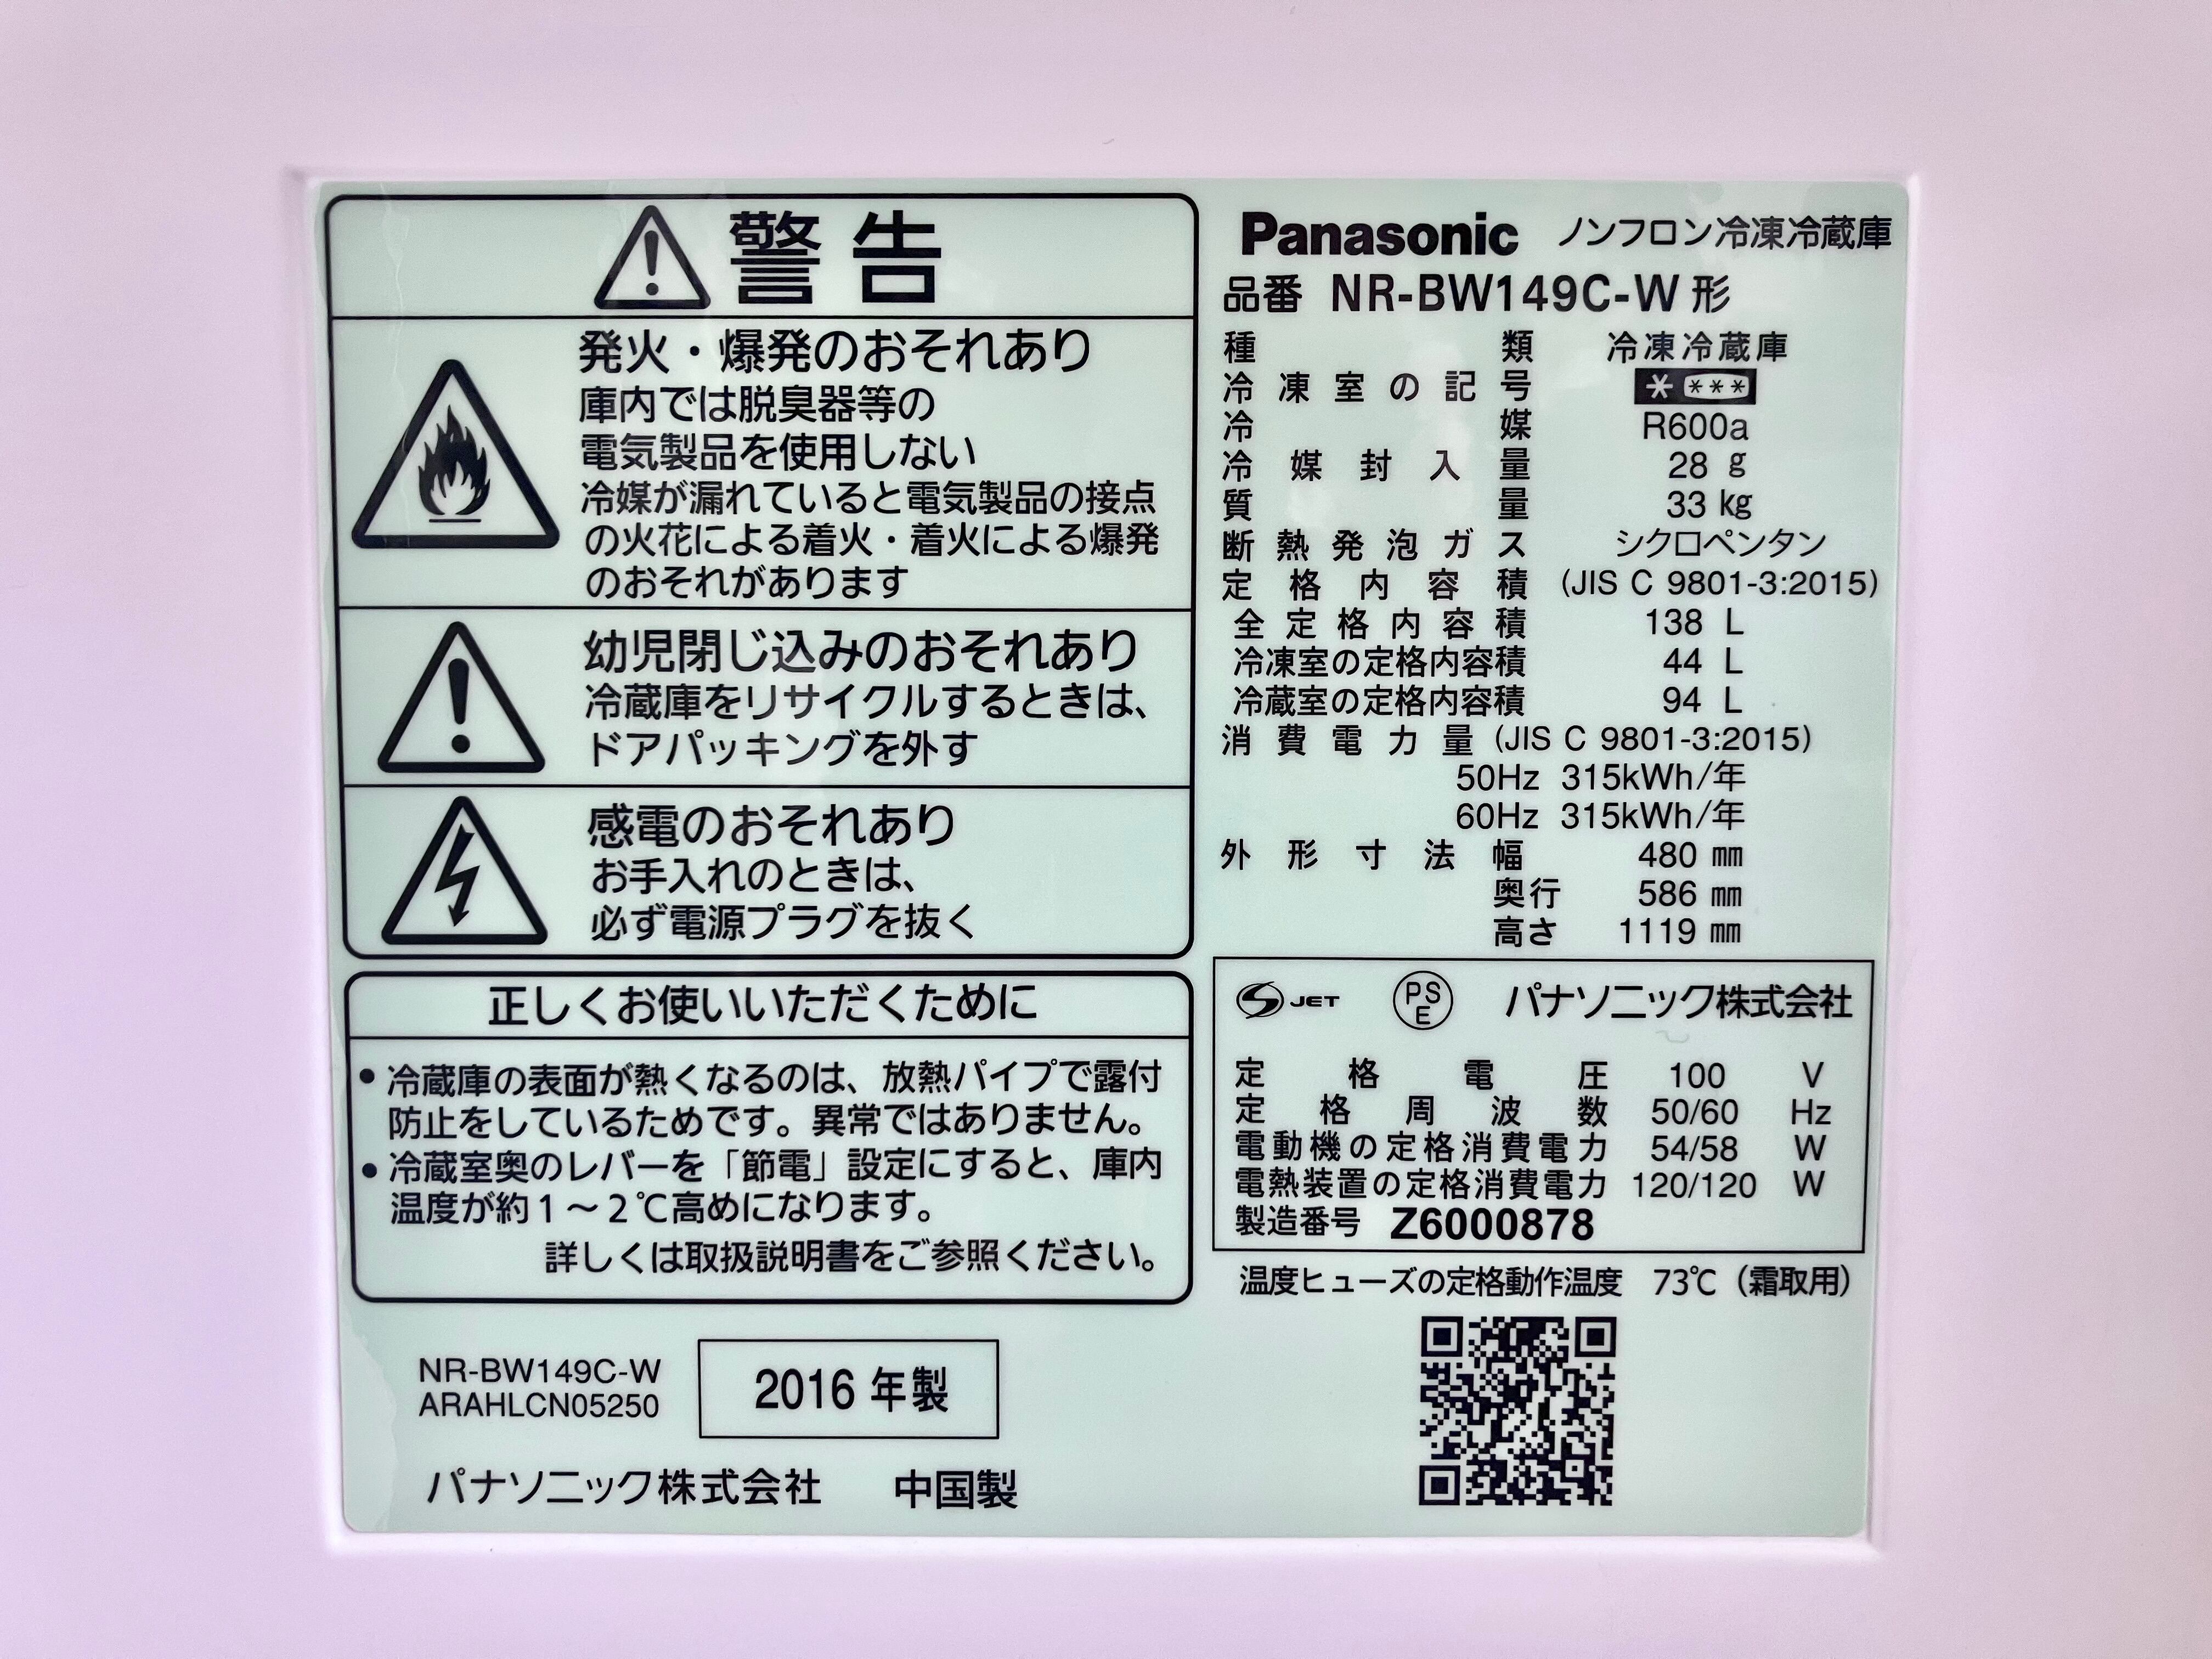 警告
発火・爆発のおそれあり
庫内では脱臭器等の
電気製品を使用しない
冷媒が漏れていると電気製品の接点
の火花による着火・着火による爆発
のおそれがあります
幼児閉じ込みのおそれあり
冷蔵庫をリサイクルするときは、
ドアパッキングを外す
感電のおそれあり
お手入れのときは、
必ず電源プラグを抜く
正しくお使いいただくために
・冷蔵庫の表面が熱くなるのは、放熱パイプで露付
防止をしているためです。異常ではありません。
・冷蔵室奥のレバーを「節電」設定にすると、庫内
温度が約1～2℃高めになります。
詳しくは取扱説明書をご参照ください。
NR-BW149C-W
ARAHLCN05250
2016年製
パナソニック株式会社 中国製
Panasonic ノンフロン冷凍冷蔵庫
品番 NR-BW149C-W形
種類 冷凍冷蔵庫
冷凍室の記号 * ***
冷媒 R600a
冷媒封入量 28 g
質量 33 kg
断熱発泡ガス シクロペンタン
定格内容積 (JIS C 9801-3:2015)
全定格内容積 138 L
冷凍室の定格内容積 44 L
冷蔵室の定格内容積 94 L
消費電力量 (JIS C 9801-3:2015)
50Hz 315kWh/年
60Hz 315kWh/年
外形寸法 幅 480 mm
奥行 586 mm
高さ 1119 mm
S JET PSE パナソニック株式会社
定格電圧 100 V
定格周波数 50/60 Hz
電動機の定格消費電力 54/58 W
電熱装置の定格消費電力 120/120 W
製造番号 Z6000878
温度ヒューズの定格動作温度 73℃（霜取用）